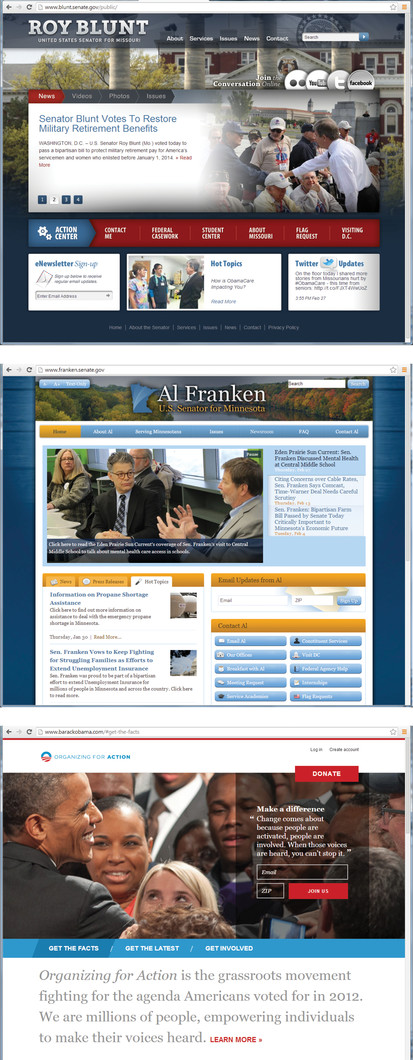 www.blunt.senate.gov/public/
ROY BLUNT
UNITED STATES SENATOR FOR MISSOURI
About Services Issues News Contact
Search
Join the
Conversation Online
You Tube
facebook
News Videos Photos Issues
Senator Blunt Votes To Restore
Military Retirement Benefits
WASHINGTON, D.C. – U.S. Senator Roy Blunt (Mo.) voted today to
pass a bipartisan bill to protect military retirement pay for America's
servicemen and women who enlisted before January 1, 2014. » Read
More
1 2 3 4
ACTION
CENTER
CONTACT
ME
FEDERAL
CASEWORK
STUDENT
CENTER
ABOUT
MISSOURI
FLAG
REQUEST
VISITING
D.C.
eNewsletter Sign-up
Sign up below to receive
regular email updates.
Enter Email Address
Hot Topics
How is ObamaCare
Impacting You?
Read More
Twitter Updates
On the floor today I shared more
stories from Missourians hurt by
#ObamaCare - this time from
3:55 PM Feb 27
Home | About the Senator | Services | Issues | News | Contact | Privacy Policy
www.franken.senate.gov
Text Only
Search
Search
Al Franken
U.S. Senator for Minnesota
Home About Al Serving Minnesotans Issues Newsroom FAQ Contact Al
Pause
Click here to read the Eden Prairie Sun Current's coverage of Sen. Franken's visit to Central
Middle School to talk about mental health care access in schools.
Eden Prairie Sun Current: Sen.
Franken Discussed Mental Health
at Central Middle School
Citing Concerns over Cable Rates,
Sen. Franken Says Comcast,
Time-Warner Deal Needs Careful
Scrutiny
Sen. Franken: Bipartisan Farm
Bill Passed by Senate Today
Critically Important to
Minnesota's Economic Future
Tuesday, Feb 4
News Press Releases Hot Topics
Information on Propane Shortage
Assistance
Click here to find out more information on
assistance to deal with the emergency propane
shortage in Minnesota.
Thursday, Jan 30 | Read More...
Sen. Franken Vows to Keep Fighting
for Struggling Families as Efforts to
Extend Unemployment Insurance
Sen. Franken was proud to be part of a bipartisan
effort to extend Unemployment Insurance for
millions of people in Minnesota and across the country. Click here
to read more.
Email Updates from Al
Email ZIP Sign Up
Contact Al
Email Al Constituent Services
Our Offices Visit DC
Breakfast with Al Federal Agency Help
Meeting Request Internships
Service Academies Flag Requests
www.barackobama.com/#get-the-facts
Log in Create account
ORGANIZING FOR ACTION
DONATE
Make a difference
“ Change comes about
because people are
activated, people are
involved. When those voices
are heard, you can't stop it. ”
Email
ZIP JOIN US
GET THE FACTS / GET THE LATEST / GET INVOLVED
Organizing for Action is the grassroots movement
fighting for the agenda Americans voted for in 2012.
We are millions of people, empowering individuals
to make their voices heard. LEARN MORE »